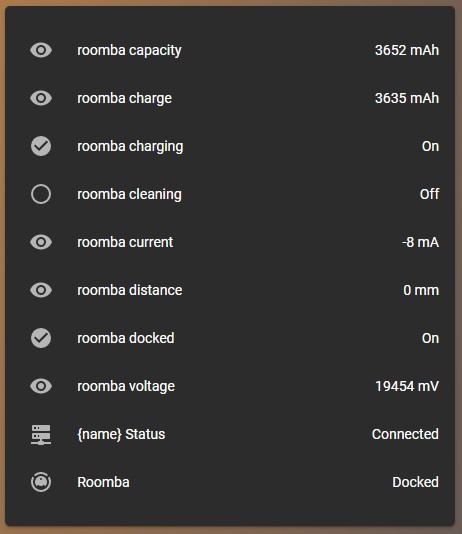 roomba capacity 3652 mAh
roomba charge 3635 mAh
roomba charging On
roomba cleaning Off
roomba current -8 mA
roomba distance 0 mm
roomba docked On
roomba voltage 19454 mV
{name} Status Connected
Roomba Docked